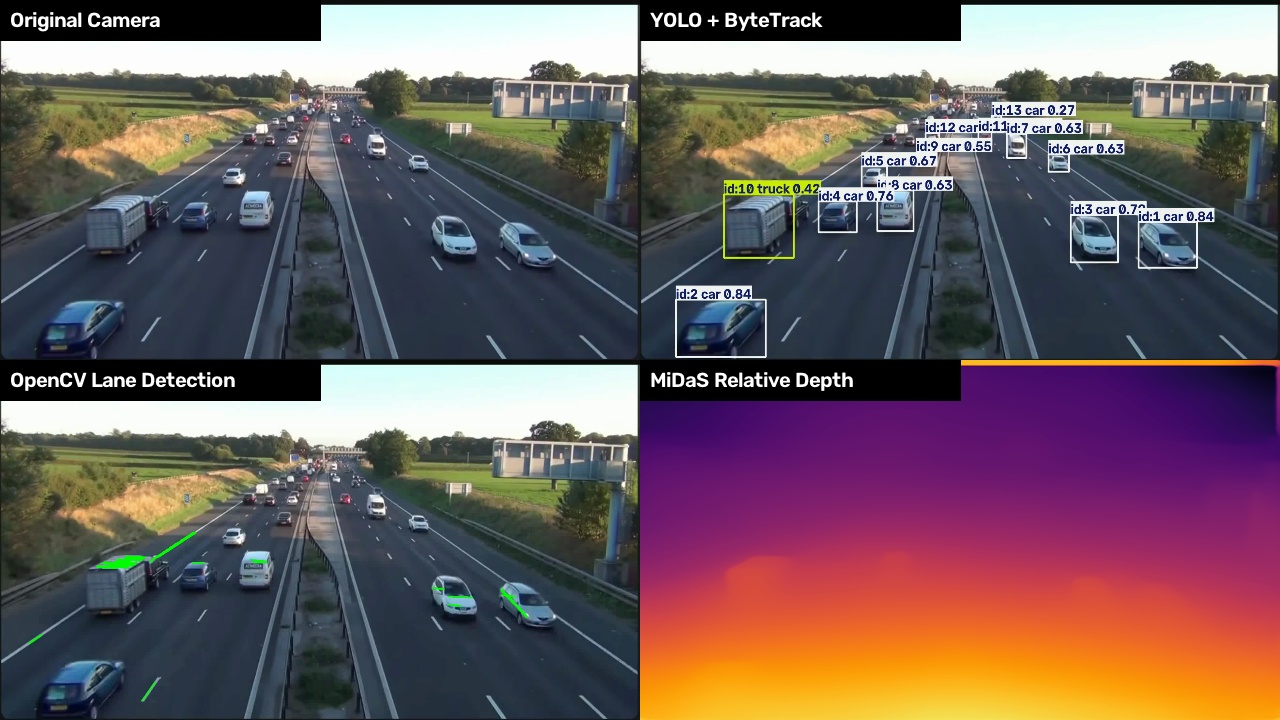 Original Camera
YOLO + ByteTrack
id:13 car 0.27
id:12 car
id:11
id:7 car 0.63
id:9 car 0.55
id:6 car 0.63
id:5 car 0.67
id:10 truck 0.42
id:8 car 0.63
id:4 car 0.76
id:3 car 0.72
id:1 car 0.84
id:2 car 0.84
OpenCV Lane Detection
MiDaS Relative Depth